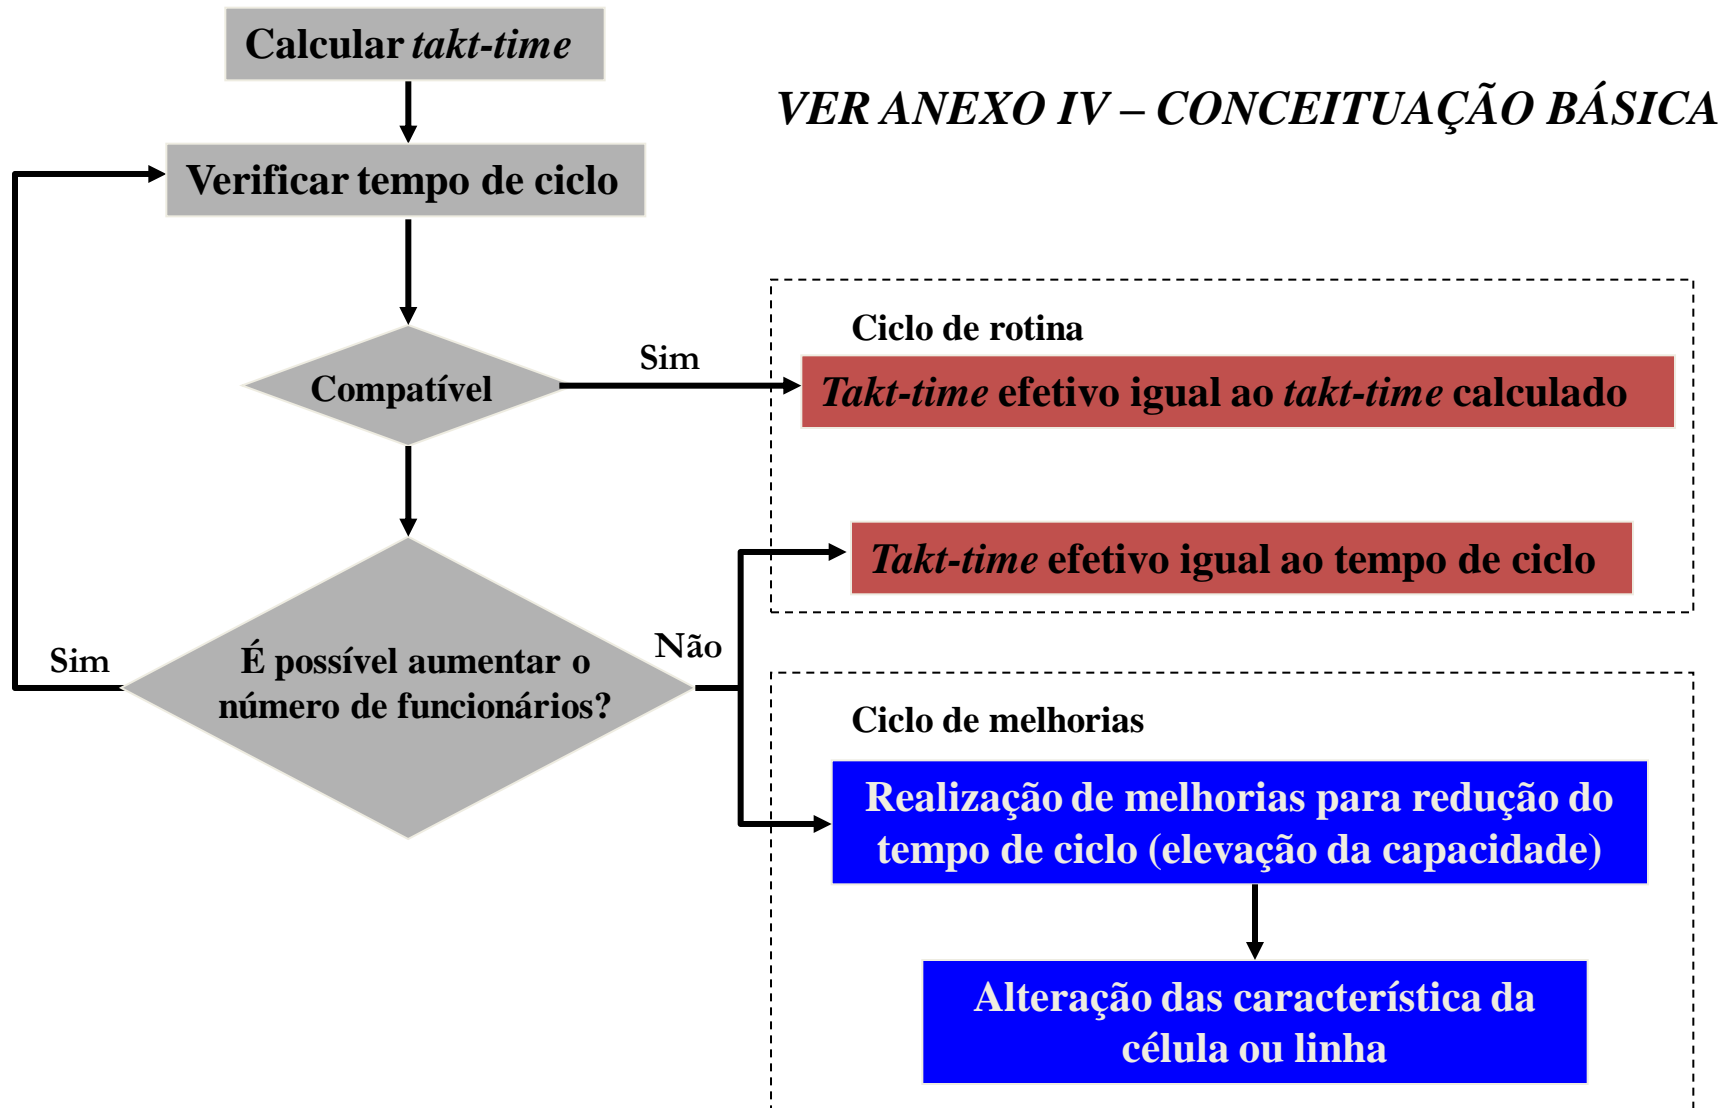 Calcular takt-time
VER ANEXO IV – CONCEITUAÇÃO BÁSICA
Verificar tempo de ciclo
Ciclo de rotina
Sim
Compatível
Takt-time efetivo igual ao takt-time calculado
Takt-time efetivo igual ao tempo de ciclo
Não
Sim
É possível aumentar o
número de funcionários?
Ciclo de melhorias
Realização de melhorias para redução do
tempo de ciclo (elevação da capacidade)
Alteração das característica da
célula ou linha